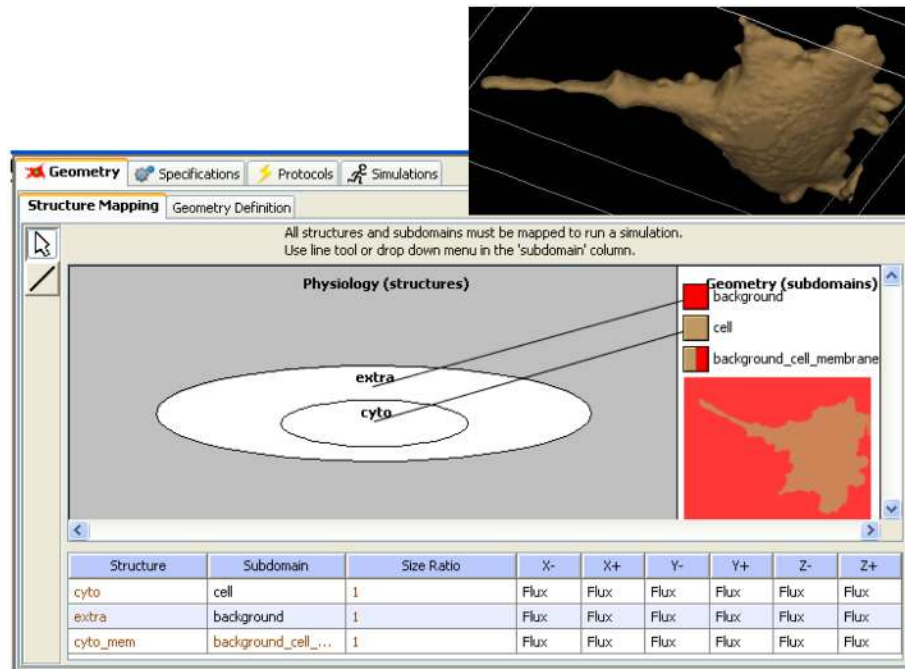 Geometry Specifications Protocols Simulations
Structure Mapping Geometry Definition
All structures and subdomains must be mapped to run a simulation.
Use line tool or drop down menu in the 'subdomain' column.
Physiology (structures) Geometry (subdomains)
background
cell
background_cell_membrane
extra
cyto
Structure Subdomain Size Ratio X- X+ Y- Y+ Z- Z+
cyto cell 1 Flux Flux Flux Flux Flux Flux
extra background 1 Flux Flux Flux Flux Flux Flux
cyto_mem background_cell_... 1 Flux Flux Flux Flux Flux Flux